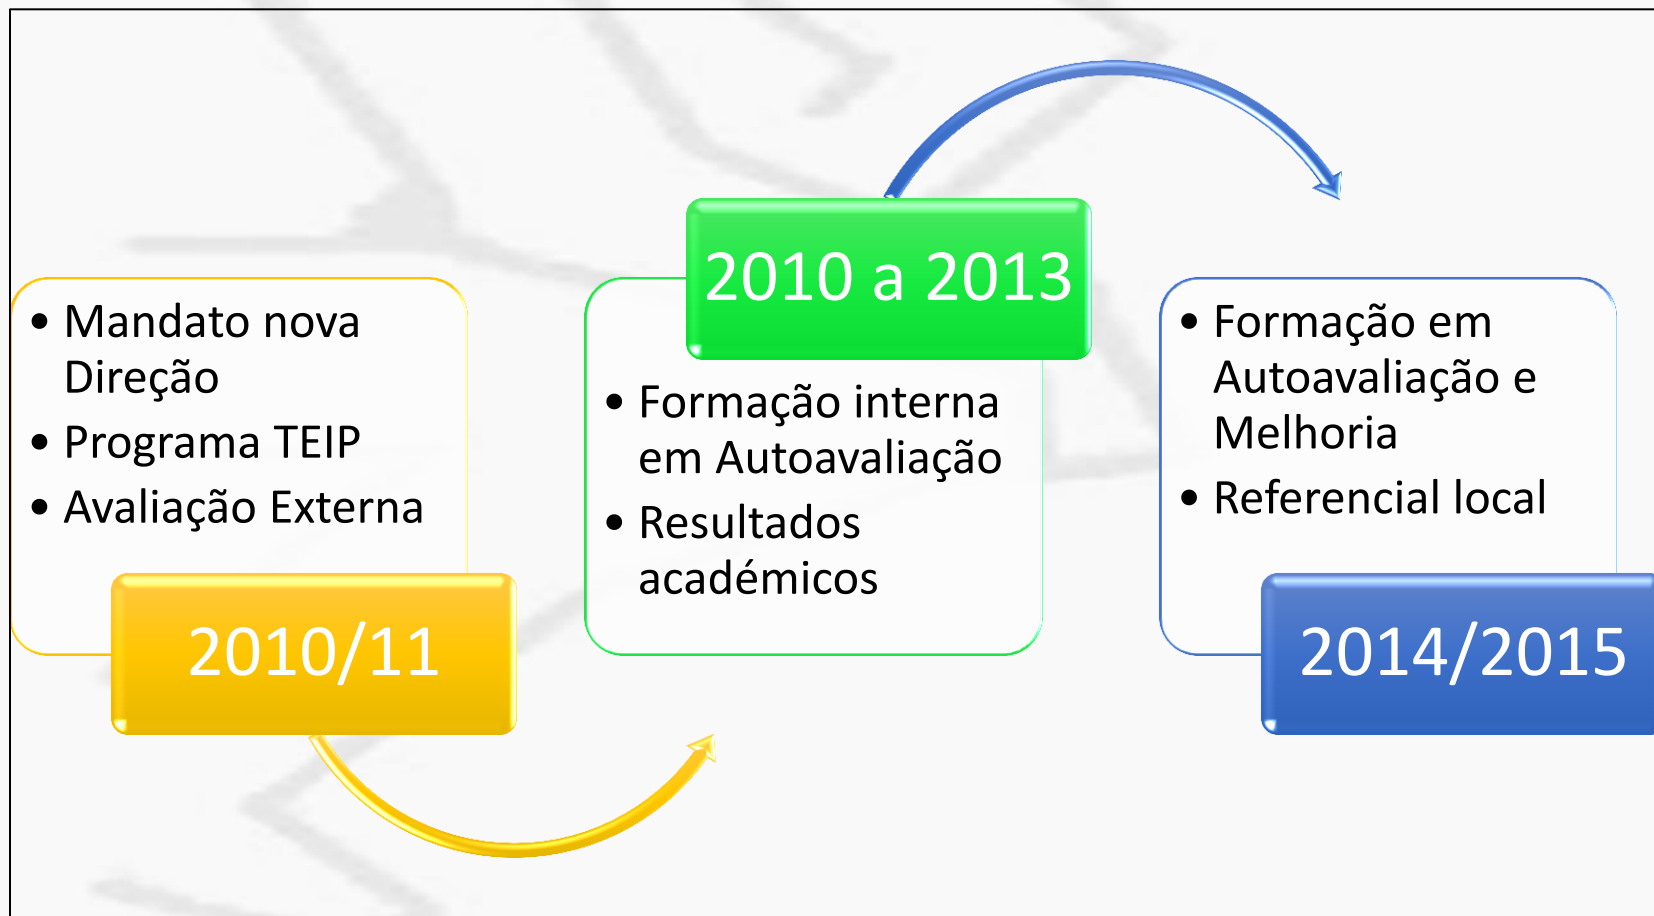 • Mandato nova
Direção
• Programa TEIP
• Avaliação Externa
2010/11
2010 a 2013
• Formação interna
em Autoavaliação
• Resultados
académicos
• Formação em
Autoavaliação e
Melhoria
• Referencial local
2014/2015